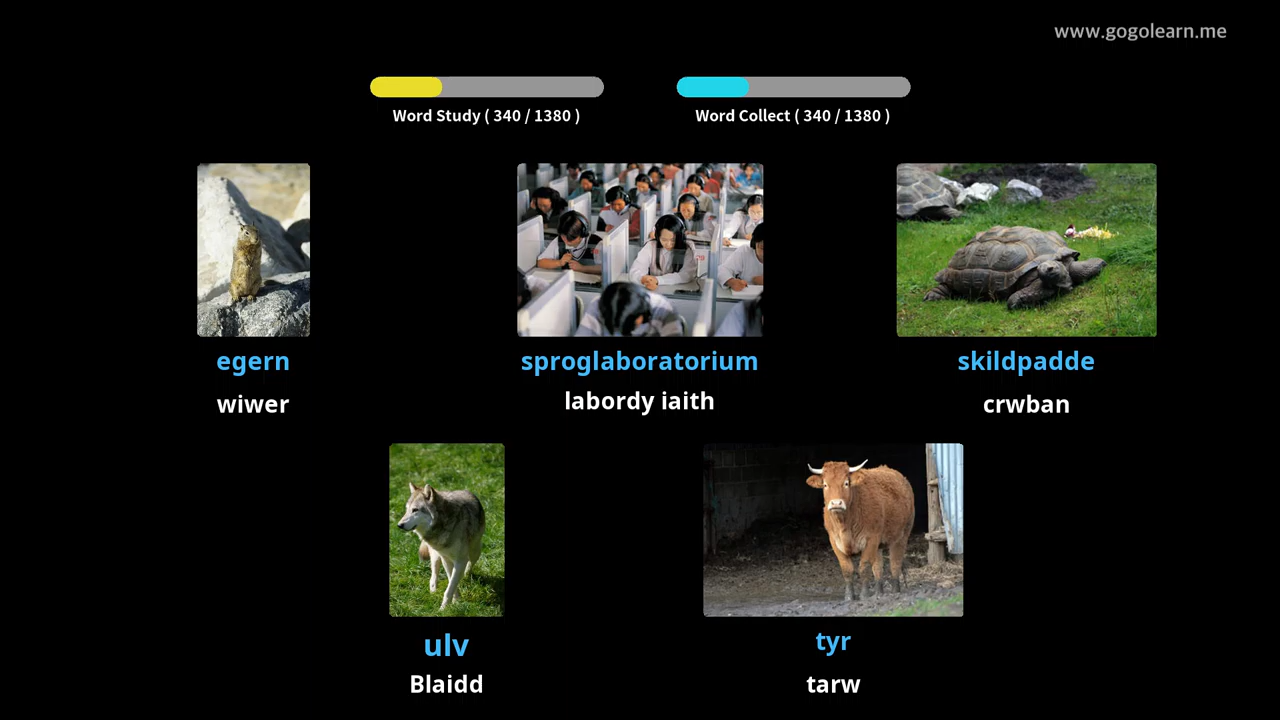 www.gogolearn.me
Word Study ( 340 / 1380 )
Word Collect ( 340 / 1380 )
egern
wiwer
sproglaboratorium
labordy iaith
skildpadde
crwban
ulv
Blaidd
tyr
tarw